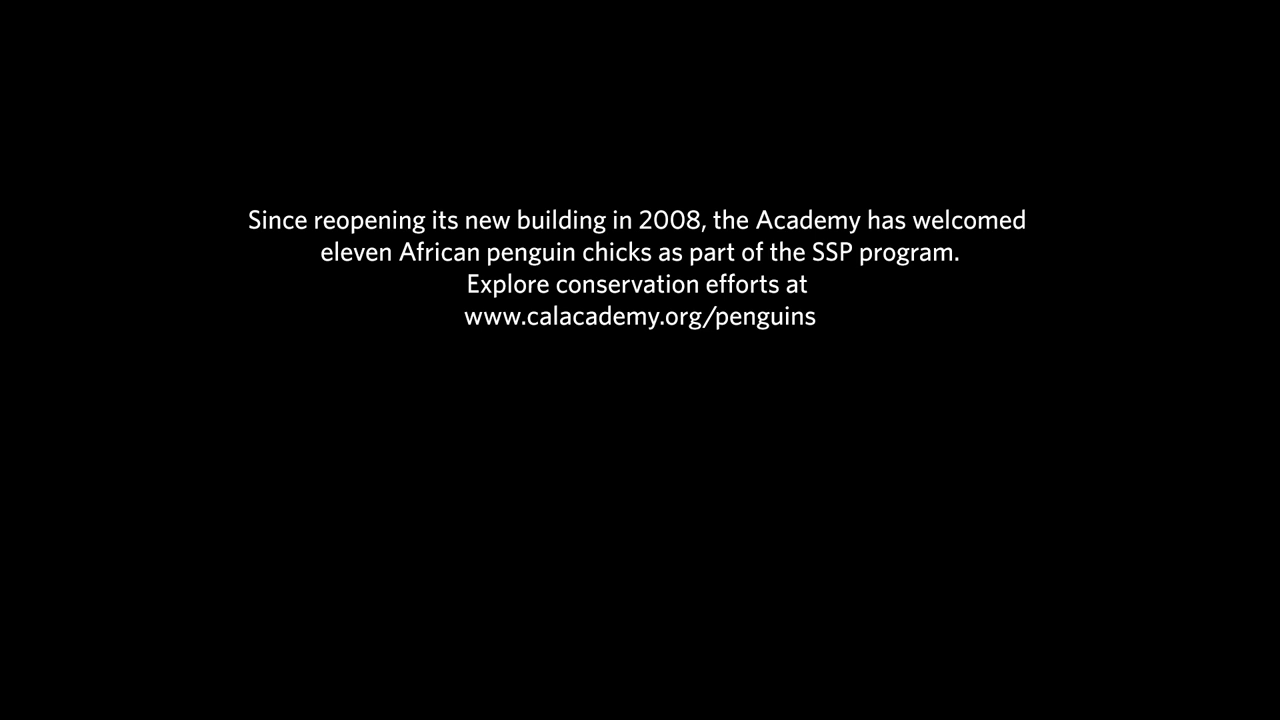 Since reopening its new building in 2008, the Academy has welcomed
eleven African penguin chicks as part of the SSP program.
Explore conservation efforts at
www.calacademy.org/penguins